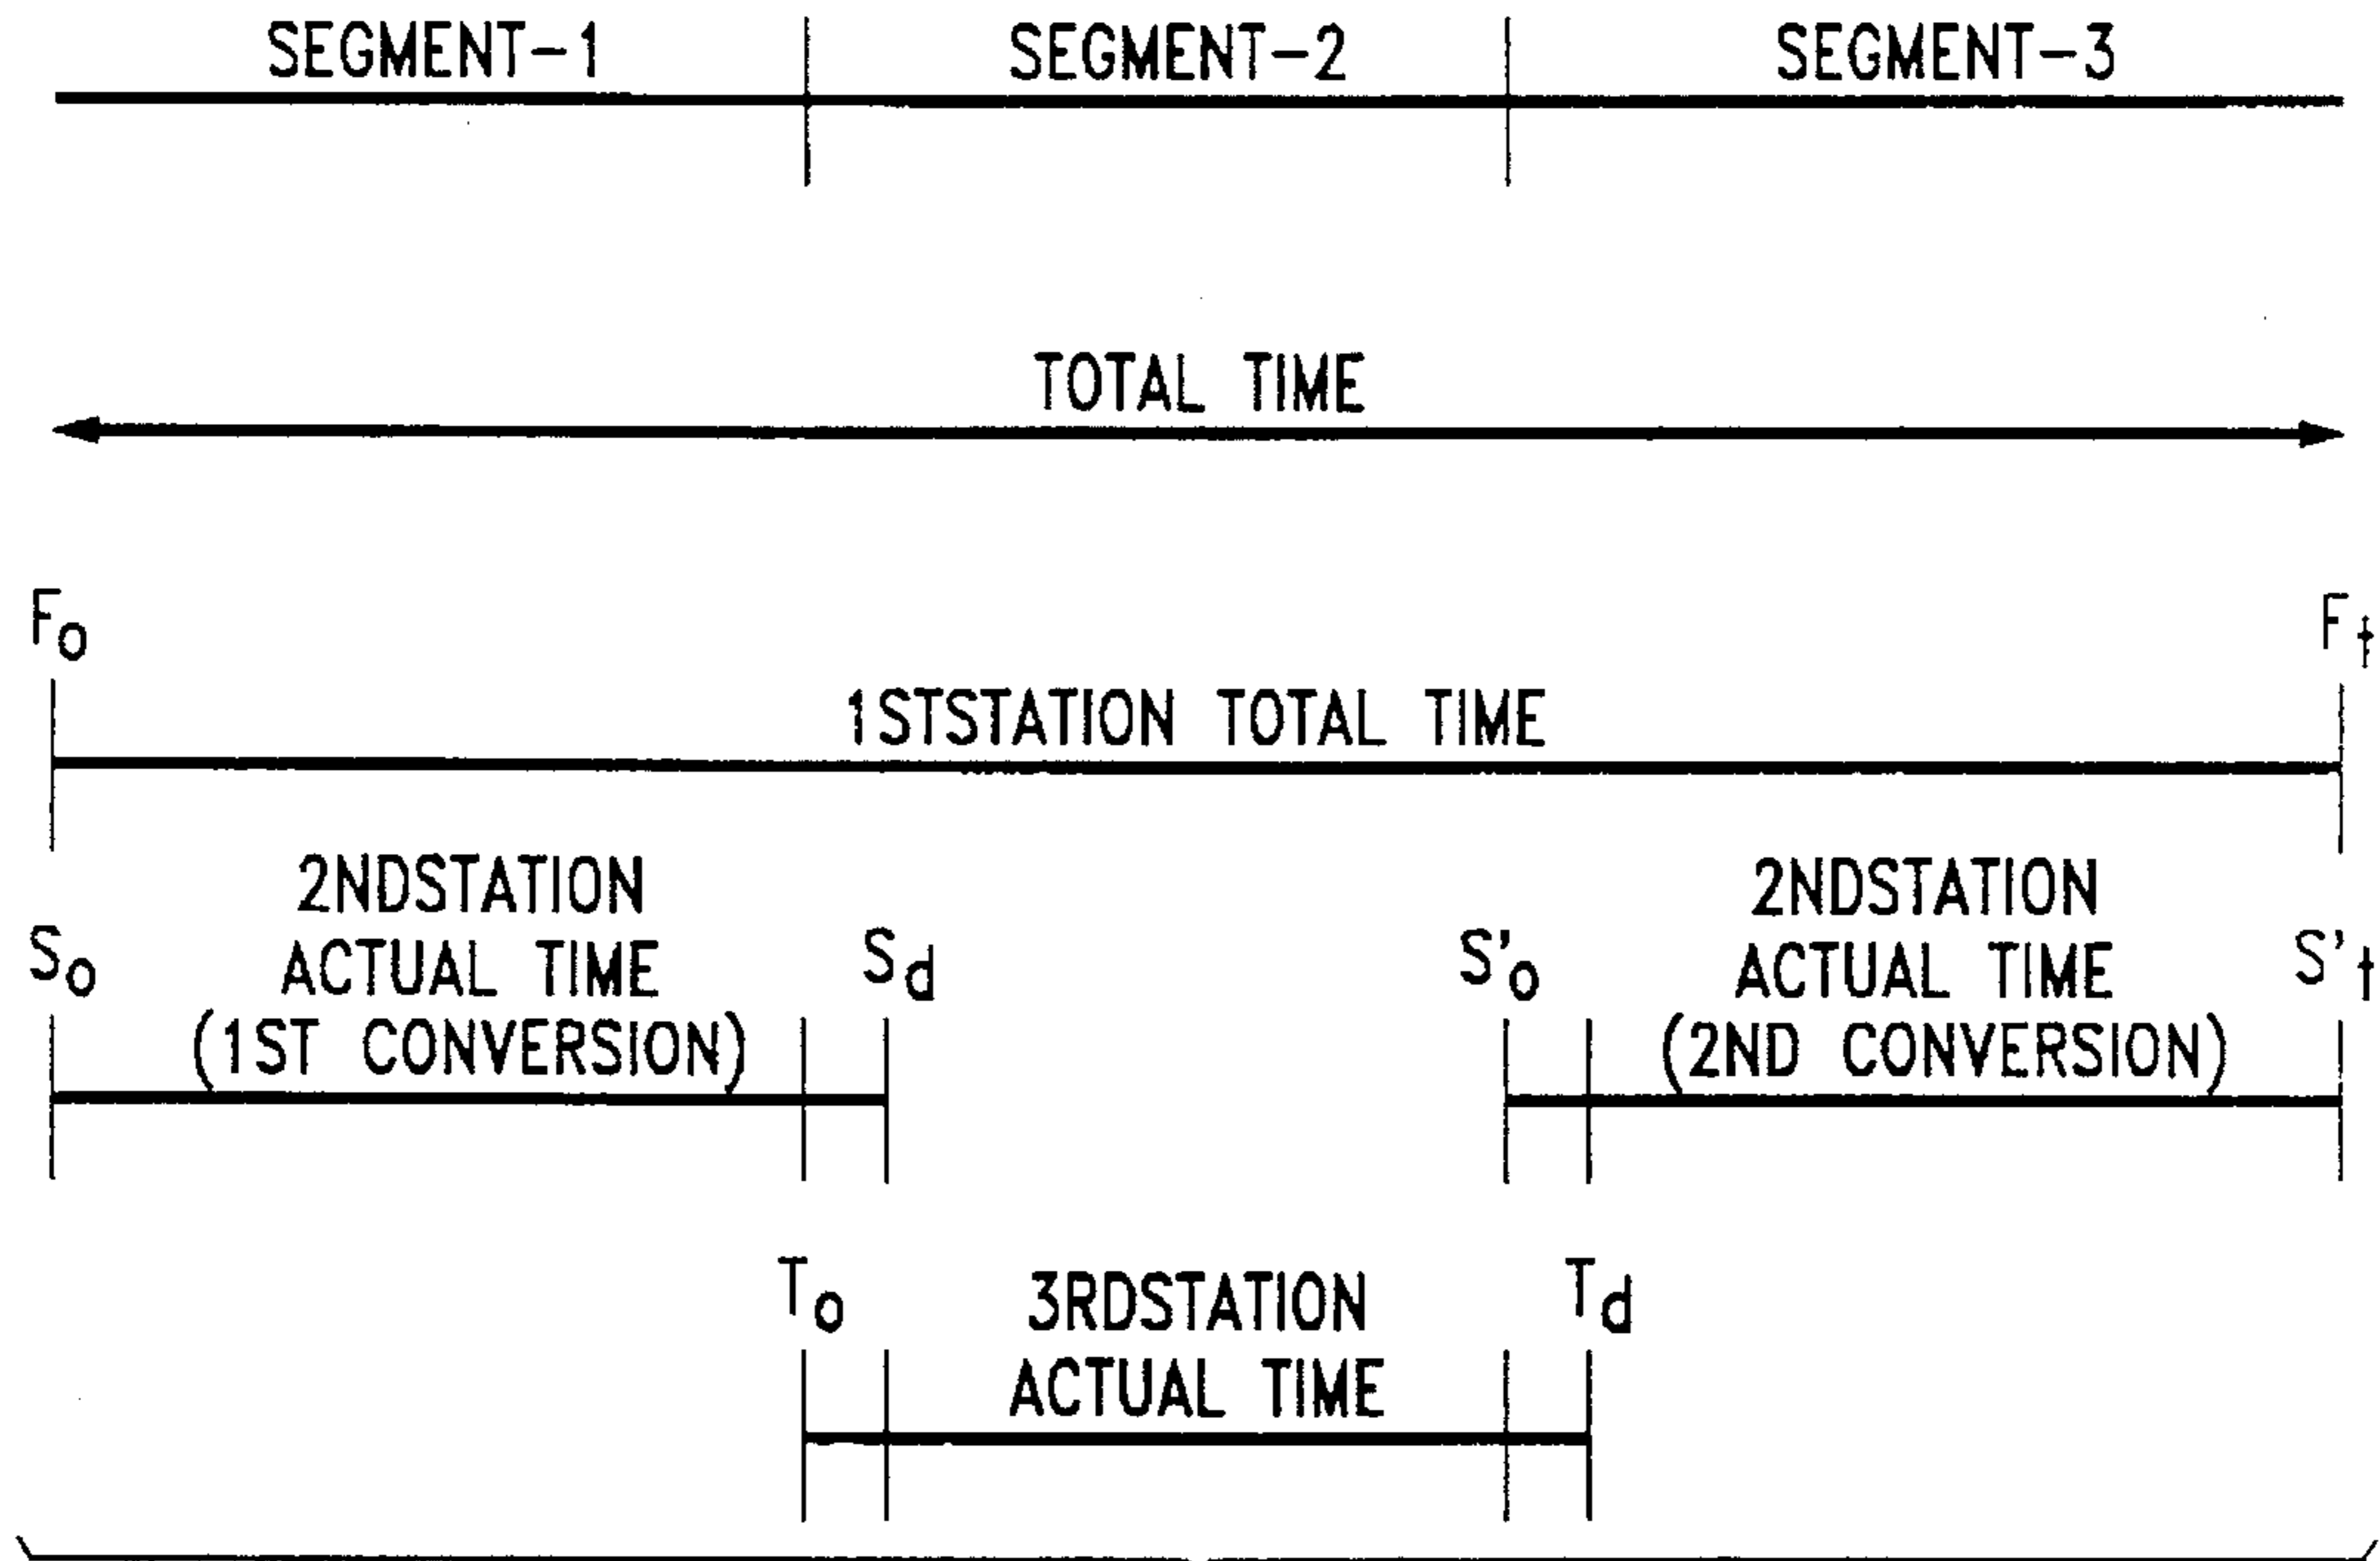 SEGMENT-1 SEGMENT-2 SEGMENT-3
TOTAL TIME
Fo Ft
1STSTATION TOTAL TIME
2NDSTATION
ACTUAL TIME
(1ST CONVERSION)
2NDSTATION
ACTUAL TIME
(2ND CONVERSION)
So Sd S'o S't
To Td
3RDSTATION
ACTUAL TIME